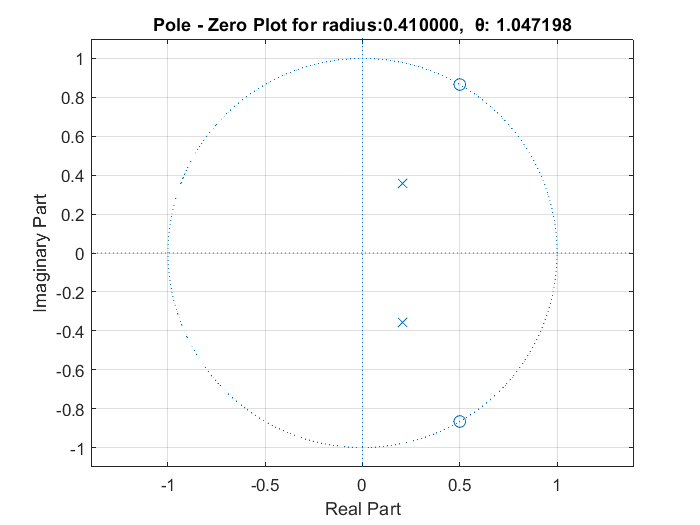 Pole - Zero Plot for radius:0.410000,  θ: 1.047198
1
0.8
0.6
0.4
0.2
0
-0.2
-0.4
-0.6
-0.8
-1
Imaginary Part
-1 -0.5 0 0.5 1
Real Part